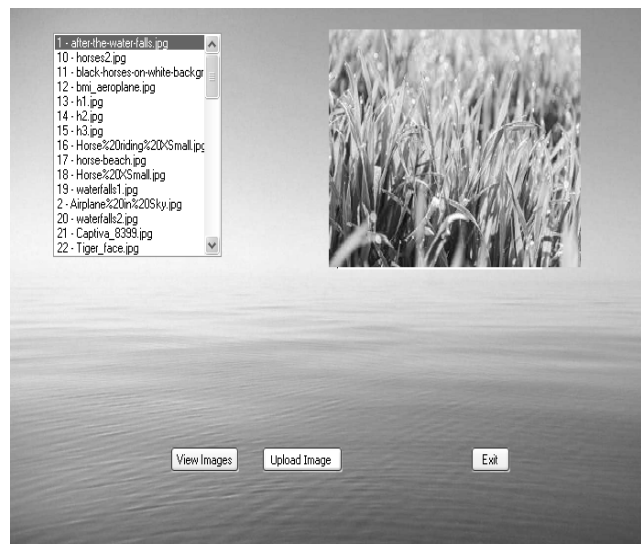 1 - after-the-water-falls.jpg
10 - horses2.jpg
11 - black-horses-on-white-backgr
12 - bmi_aeroplane.jpg
13 - h1.jpg
14 - h2.jpg
15 - h3.jpg
16 - Horse%20riding%20XSmall.jpg
17 - horse-beach.jpg
18 - Horse%20XSmall.jpg
19 - waterfalls1.jpg
2 - Airplane%20in%20Sky.jpg
20 - waterfalls2.jpg
21 - Captiva_8399.jpg
22 - Tiger_face.jpg
View Images Upload Image Exit